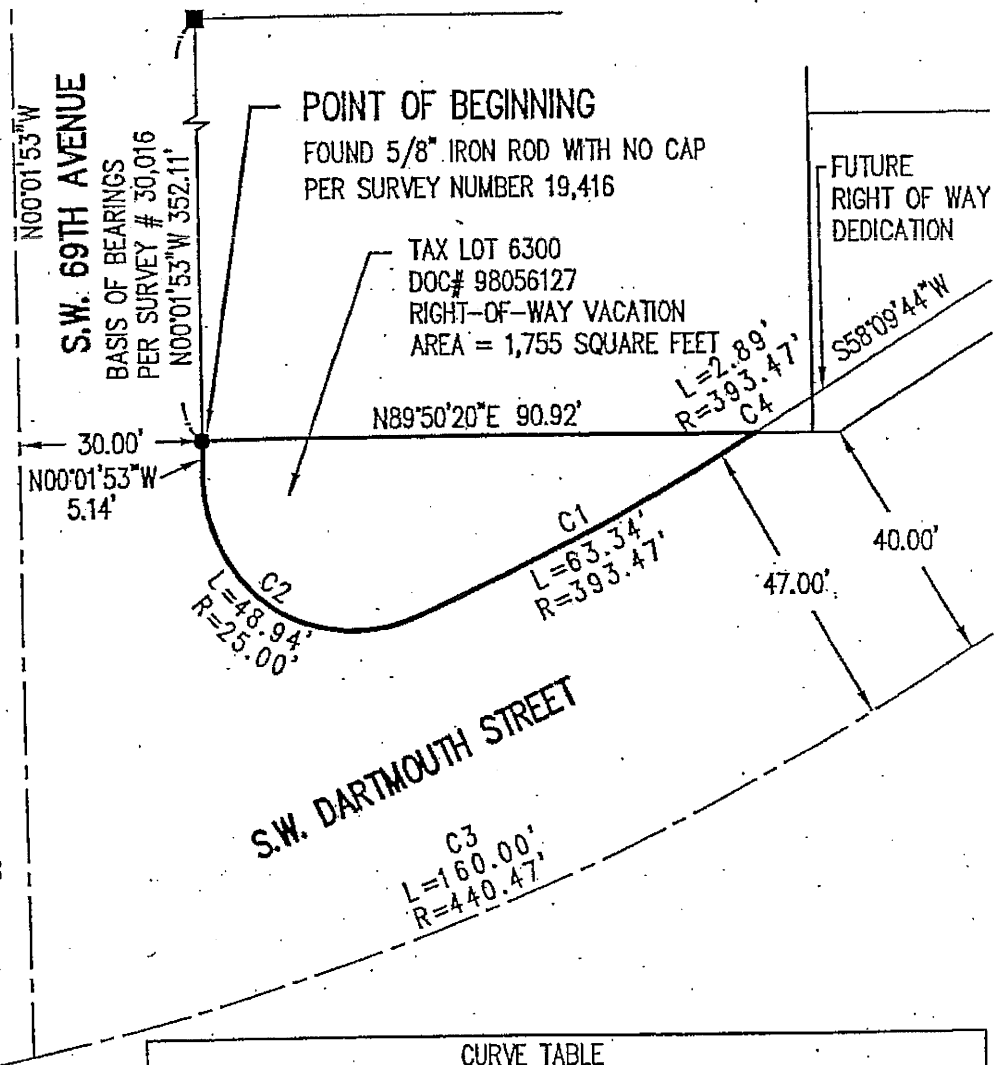 N00°01'53"W
S.W. 69TH AVENUE
BASIS OF BEARINGS
PER SURVEY # 30,016
N00°01'53"W 352.11'
POINT OF BEGINNING
FOUND 5/8" IRON ROD WITH NO CAP
PER SURVEY NUMBER 19,416
TAX LOT 6300
DOC# 98056127
RIGHT-OF-WAY VACATION
AREA = 1,755 SQUARE FEET
FUTURE
RIGHT OF WAY
DEDICATION
S58°09'44"W
L=2.89'
R=393.47'
C4
N89°50'20"E 90.92'
30.00'
N00°01'53"W
5.14'
C1
L=63.34'
R=393.47'
C2
L=48.94'
R=25.00'
40.00'
47.00'
S.W. DARTMOUTH STREET
C3
L=160.00'
R=440.47'
CURVE TABLE